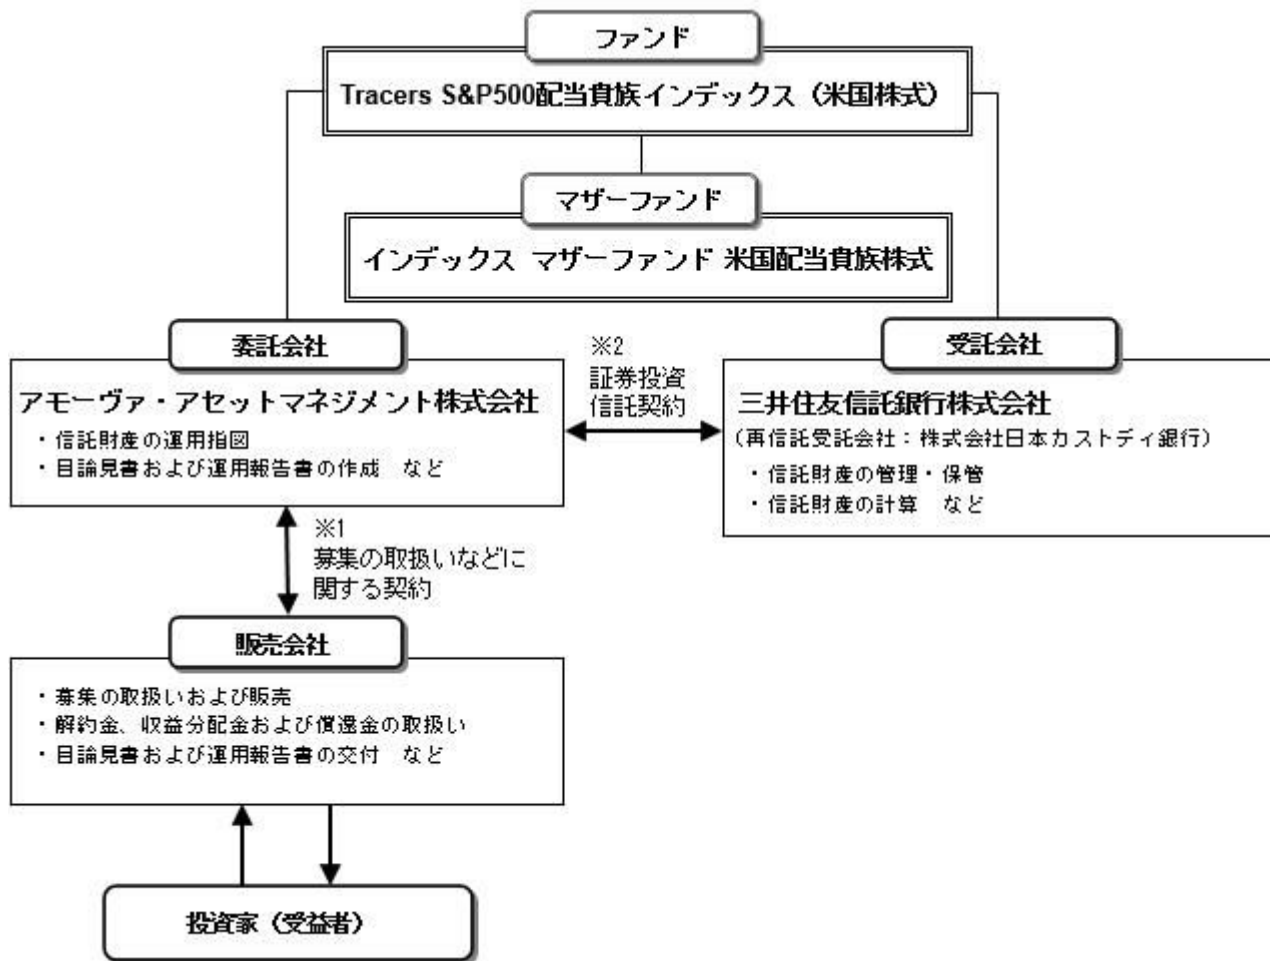 ファンド
Tracers S&P500配当貴族インデックス（米国株式）
マザーファンド
インデックス マザーファンド 米国配当貴族株式
委託会社
アモーヴァ・アセットマネジメント株式会社
・信託財産の運用指図
・目論見書および運用報告書の作成　など
※2
証券投資
信託契約
受託会社
三井住友信託銀行株式会社
（再信託受託会社：株式会社日本カストディ銀行）
・信託財産の管理・保管
・信託財産の計算　など
※1
募集の取扱いなどに
関する契約
販売会社
・募集の取扱いおよび販売
・解約金、収益分配金および償還金の取扱い
・目論見書および運用報告書の交付　など
投資家（受益者）